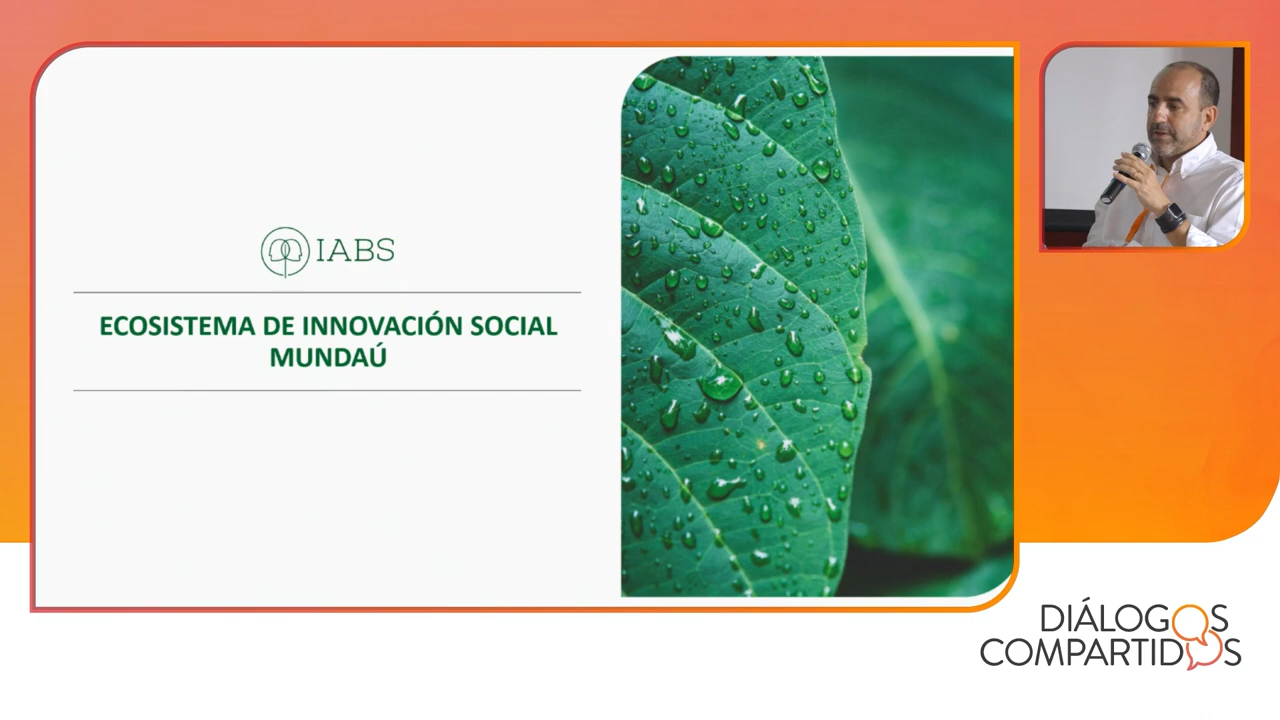 IABS
ECOSISTEMA DE INNOVACIÓN SOCIAL
MUNDAÚ
DIÁLOGOS
COMPARTIDOS